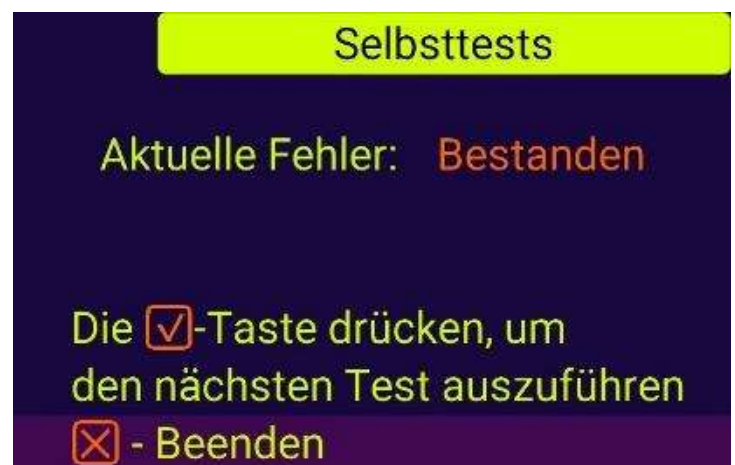 Selbsttests
Aktuelle Fehler: Bestanden
Die ☑-Taste drücken, um
den nächsten Test auszuführen
☒ - Beenden